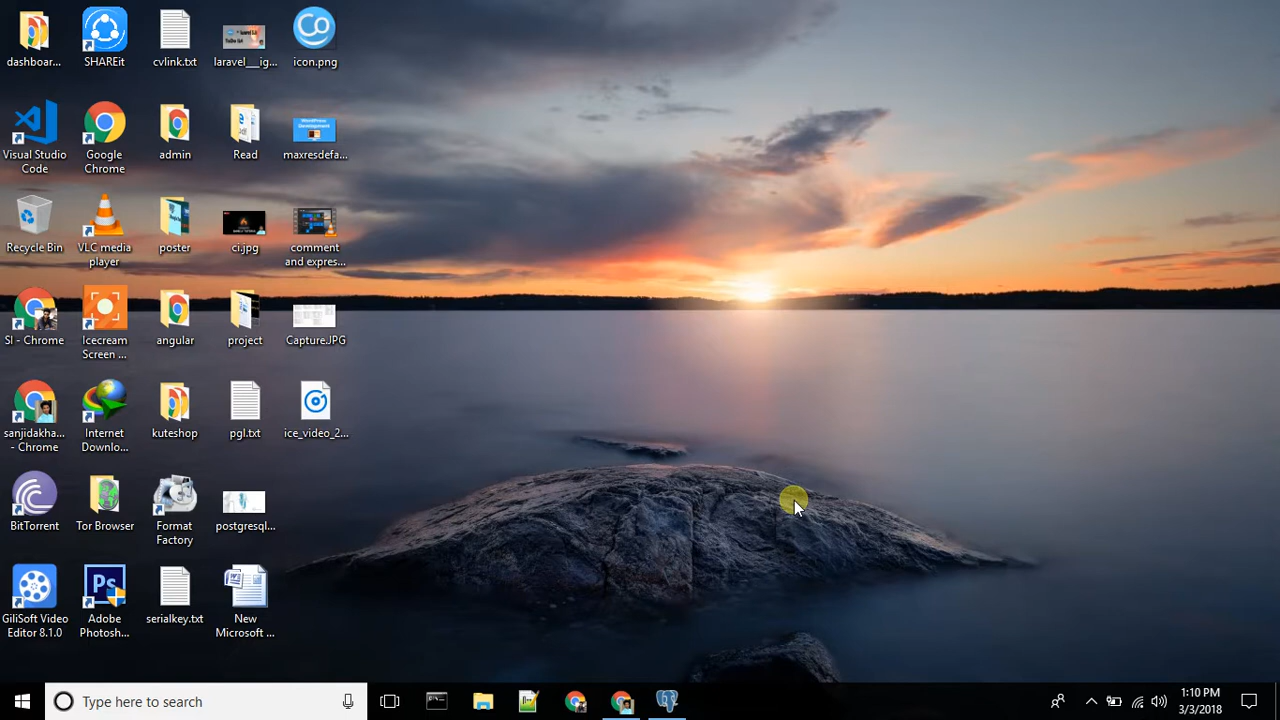 dashboar...
SHAREit
cvlink.txt
laravel__ig...
icon.png
Visual Studio
Code
Google
Chrome
admin
Read
maxresdefa...
Recycle Bin
VLC media
player
poster
ci.jpg
comment
and expres...
SI - Chrome
Icecream
Screen ...
angular
project
Capture.JPG
sanjidakha...
- Chrome
Internet
Downlo...
kuteshop
pgl.txt
ice_video_2...
BitTorrent
Tor Browser
Format
Factory
postgresql...
GiliSoft Video
Editor 8.1.0
Adobe
Photosh...
serialkey.txt
New
Microsoft ...
Type here to search
1:10 PM
3/3/2018